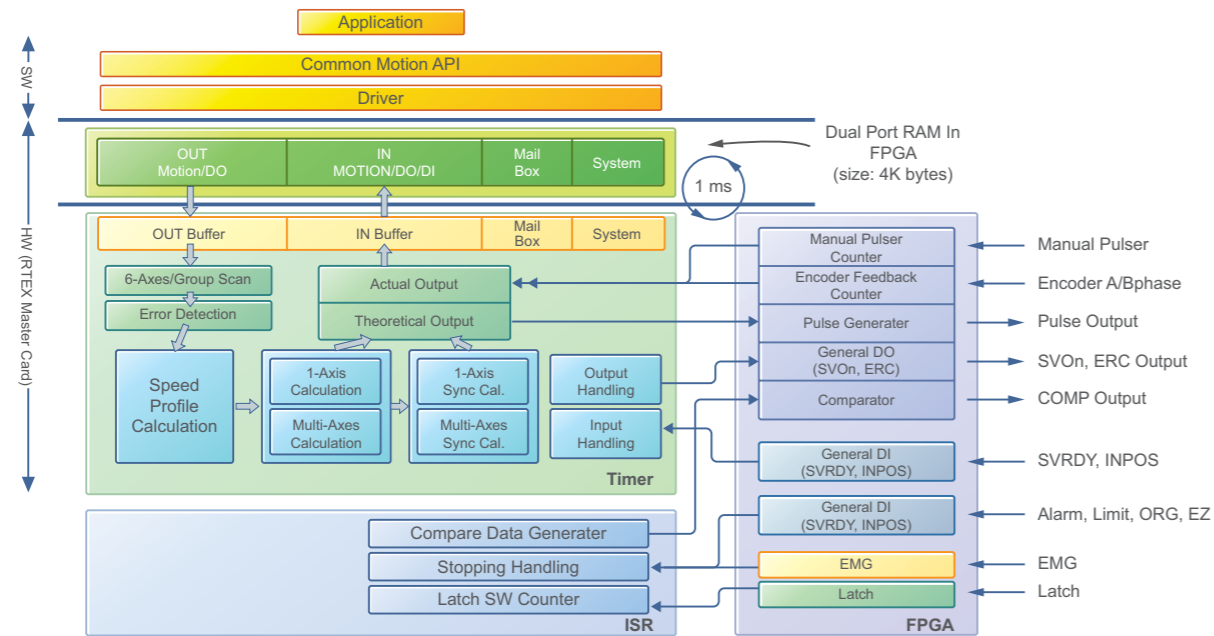 Application
Common Motion API
Driver
SW
HW (RTEX Master Card)
OUT
Motion/DO
IN
MOTION/DO/DI
Mail
Box
System
1 ms
Dual Port RAM In
FPGA
(size: 4K bytes)
OUT Buffer
IN Buffer
Mail
Box
System
6-Axes/Group Scan
Error Detection
Actual Output
Theoretical Output
Speed
Profile
Calculation
1-Axis
Calculation
Multi-Axes
Calculation
1-Axis
Sync Cal.
Multi-Axes
Sync Cal.
Output
Handling
Input
Handling
Timer
Compare Data Generater
Stopping Handling
Latch SW Counter
ISR
Manual Pulser
Counter
Encoder Feedback
Counter
Pulse Generater
General DO
(SVOn, ERC)
Comparator
General DI
(SVRDY, INPOS)
General DI
(SVRDY, INPOS)
EMG
Latch
FPGA
Manual Pulser
Encoder A/Bphase
Pulse Output
SVOn, ERC Output
COMP Output
SVRDY, INPOS
Alarm, Limit, ORG, EZ
EMG
Latch